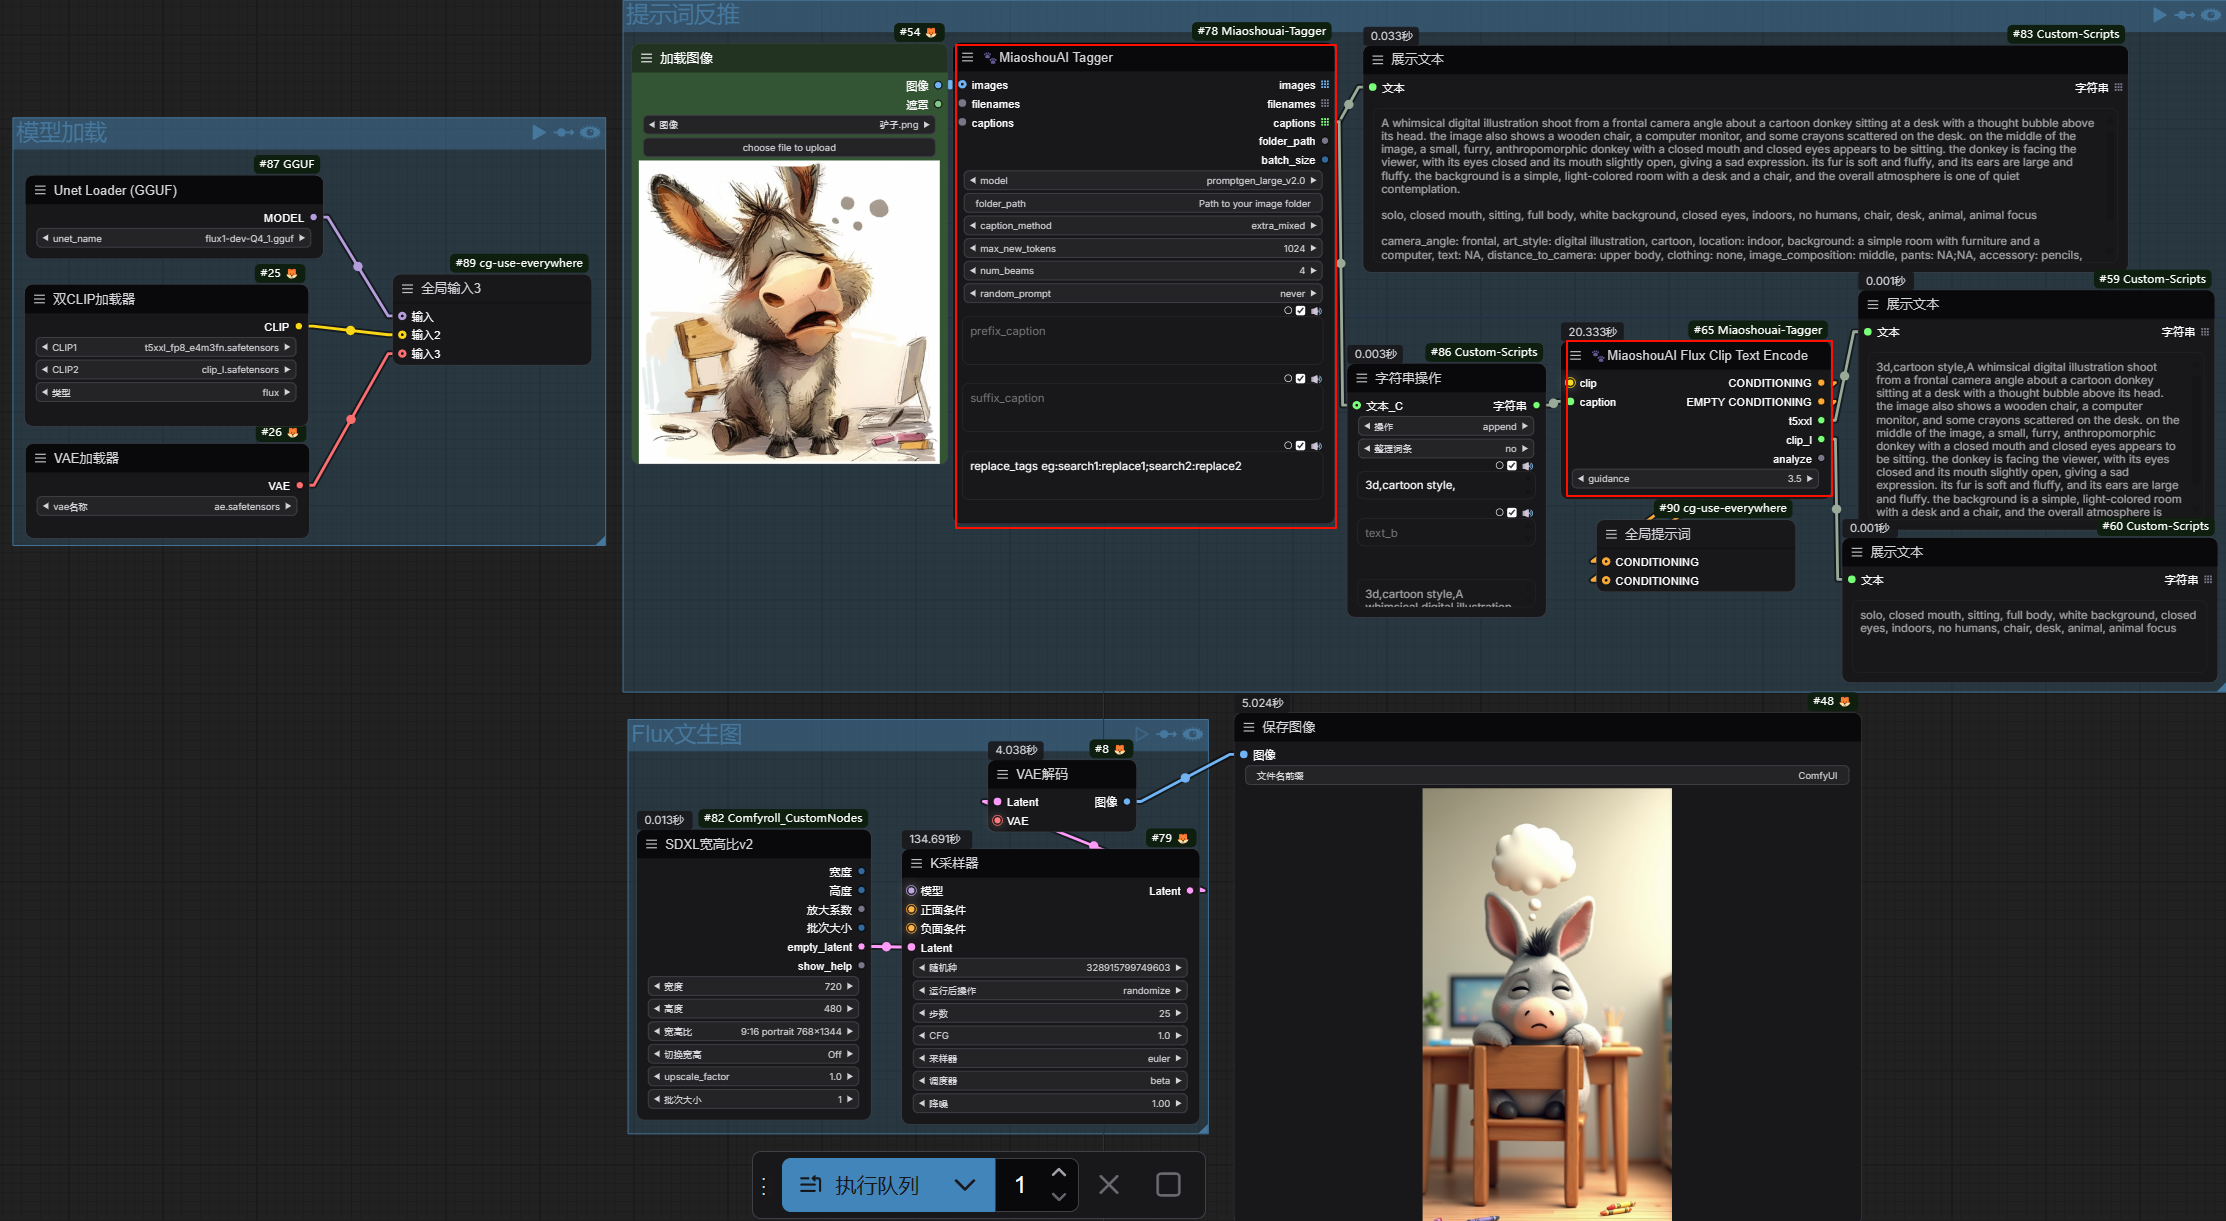 模型加载
#87 GGUF
Unet Loader (GGUF)
MODEL
unet_name flux1-dev-Q4_1.gguf
#25
双CLIP加载器
CLIP
CLIP1 t5xxl_fp8_e4m3fn.safetensors
CLIP2 clip_l.safetensors
类型 flux
#26
VAE加载器
VAE
vae名称 ae.safetensors
#89 cg-use-everywhere
全局输入3
输入
输入2
输入3
提示词反推
#54
加载图像
图像
遮罩
图像 驴子.png
choose file to upload
#78 Miaoshouai-Tagger
MiaoshouAI Tagger
images images
filenames filenames
captions captions
folder_path
batch_size
model promptgen_large_v2.0
folder_path Path to your image folder
caption_method extra_mixed
max_new_tokens 1024
num_beams 4
random_prompt never
prefix_caption
suffix_caption
replace_tags eg:search1:replace1;search2:replace2
0.033秒
#83 Custom-Scripts
展示文本
文本 字符串
A whimsical digital illustration shoot from a frontal camera angle about a cartoon donkey sitting at a desk with a thought bubble above
its head. the image also shows a wooden chair, a computer monitor, and some crayons scattered on the desk. on the middle of the
image, a small, furry, anthropomorphic donkey with a closed mouth and closed eyes appears to be sitting. the donkey is facing the
viewer, with its eyes closed and its mouth slightly open, giving a sad expression. its fur is soft and fluffy, and its ears are large and
fluffy. the background is a simple, light-colored room with a desk and a chair, and the overall atmosphere is one of quiet
contemplation.
solo, closed mouth, sitting, full body, white background, closed eyes, indoors, no humans, chair, desk, animal, animal focus
camera_angle: frontal, art_style: digital illustration, cartoon, location: indoor, background: a simple room with furniture and a
computer, text: NA, distance_to_camera: upper body, clothing: none, image_composition: middle, pants: NA;NA, accessory: pencils,
0.003秒
#86 Custom-Scripts
字符串操作
文本_C 字符串
操作 append
整理词条 no
3d,cartoon style,
text_b
3d,cartoon style,A
whimsical digital illustration
20.333秒
#65 Miaoshouai-Tagger
MiaoshouAI Flux Clip Text Encode
clip CONDITIONING
caption EMPTY CONDITIONING
t5xxl
clip_l
analyze
guidance 3.5
#90 cg-use-everywhere
全局提示词
CONDITIONING
CONDITIONING
0.001秒
#59 Custom-Scripts
展示文本
文本 字符串
3d,cartoon style,A whimsical digital illustration shoot
from a frontal camera angle about a cartoon donkey
sitting at a desk with a thought bubble above its head.
the image also shows a wooden chair, a computer
monitor, and some crayons scattered on the desk. on the
middle of the image, a small, furry, anthropomorphic
donkey with a closed mouth and closed eyes appears to
be sitting. the donkey is facing the viewer, with its eyes
closed and its mouth slightly open, giving a sad
expression. its fur is soft and fluffy, and its ears are large
and fluffy. the background is a simple, light-colored room
with a desk and a chair, and the overall atmosphere is
0.001秒
#60 Custom-Scripts
展示文本
文本 字符串
solo, closed mouth, sitting, full body, white background, closed
eyes, indoors, no humans, chair, desk, animal, animal focus
Flux文生图
4.038秒
#8
VAE解码
Latent 图像
VAE
0.013秒
#82 Comfyroll_CustomNodes
SDXL宽高比v2
宽度
高度
放大系数
批次大小
empty_latent
show_help
宽度 720
高度 480
宽高比 9:16 portrait 768×1344
切换宽高 Off
upscale_factor 1.0
批次大小 1
134.691秒
#79
K采样器
模型 Latent
正面条件
负面条件
Latent
随机种 328915799749603
运行后操作 randomize
步数 25
CFG 1.0
采样器 euler
调度器 beta
降噪 1.00
5.024秒
#48
保存图像
图像
文件名前缀 ComfyUI
执行队列 1